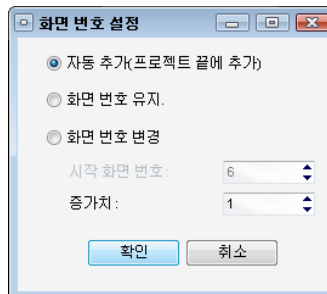 화면 번호 설정
자동 추가(프로젝트 끝에 추가)
화면 번호 유지.
화면 번호 변경
시작 화면 번호 : 6
증가치 : 1
확인 취소